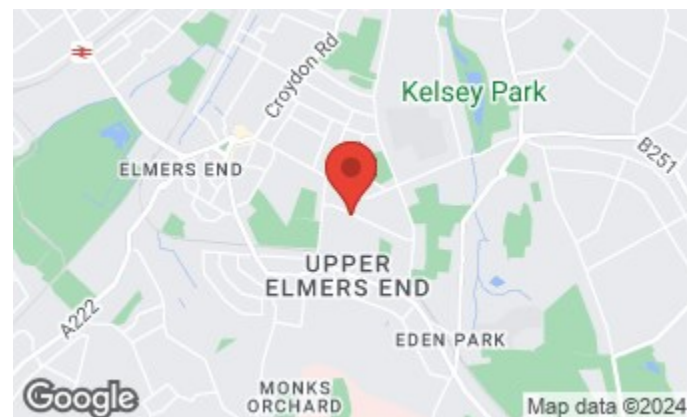 Croydon Rd
Kelsey Park
B251
ELMERS END
UPPER
ELMERS END
A222
EDEN PARK
MONKS
ORCHARD
Google
Map data ©2024